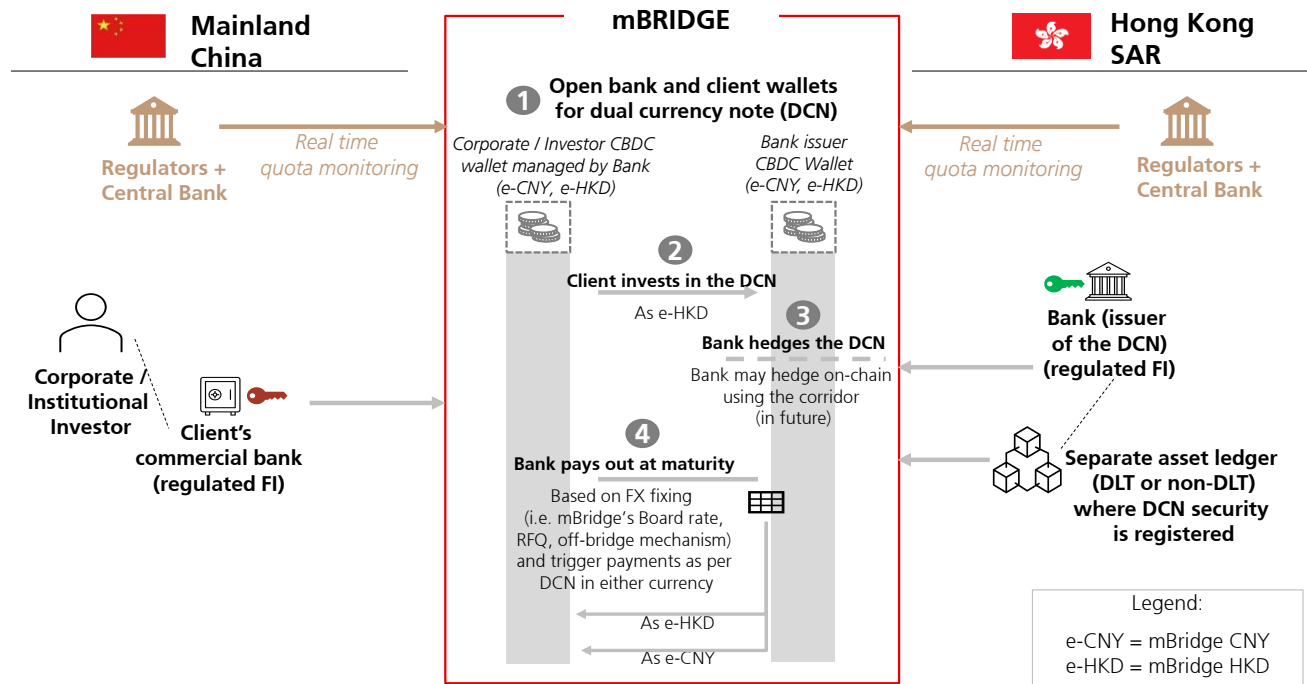 Mainland
China
mBRIDGE
Hong Kong
SAR
Regulators +
Central Bank
Real time
quota monitoring
1
Open bank and client wallets
for dual currency note (DCN)
Corporate / Investor CBDC
wallet managed by Bank
(e-CNY, e-HKD)
Bank issuer
CBDC Wallet
(e-CNY, e-HKD)
Real time
quota monitoring
Regulators +
Central Bank
2
Client invests in the DCN
As e-HKD
3
Bank hedges the DCN
Bank may hedge on-chain
using the corridor
(in future)
Corporate /
Institutional
Investor
Client's
commercial bank
(regulated FI)
Bank (issuer
of the DCN)
(regulated FI)
4
Bank pays out at maturity
Based on FX fixing
(i.e. mBridge's Board rate,
RFQ, off-bridge mechanism)
and trigger payments as per
DCN in either currency
As e-HKD
As e-CNY
Separate asset ledger
(DLT or non-DLT)
where DCN security
is registered
Legend:
e-CNY = mBridge CNY
e-HKD = mBridge HKD